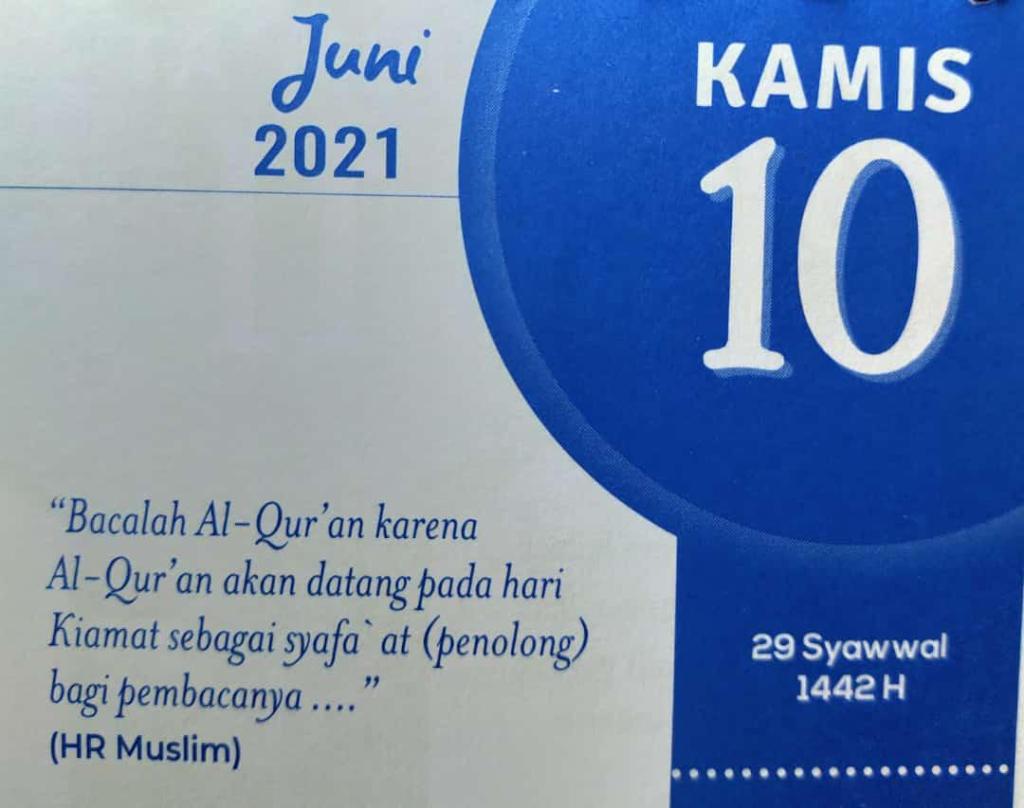 Juni
2021
KAMIS
10
“Bacalah Al-Qur’an karena
Al-Qur’an akan datang pada hari
Kiamat sebagai syafa` at (penolong)
bagi pembacanya ....”
(HR Muslim)
29 Syawwal
1442 H